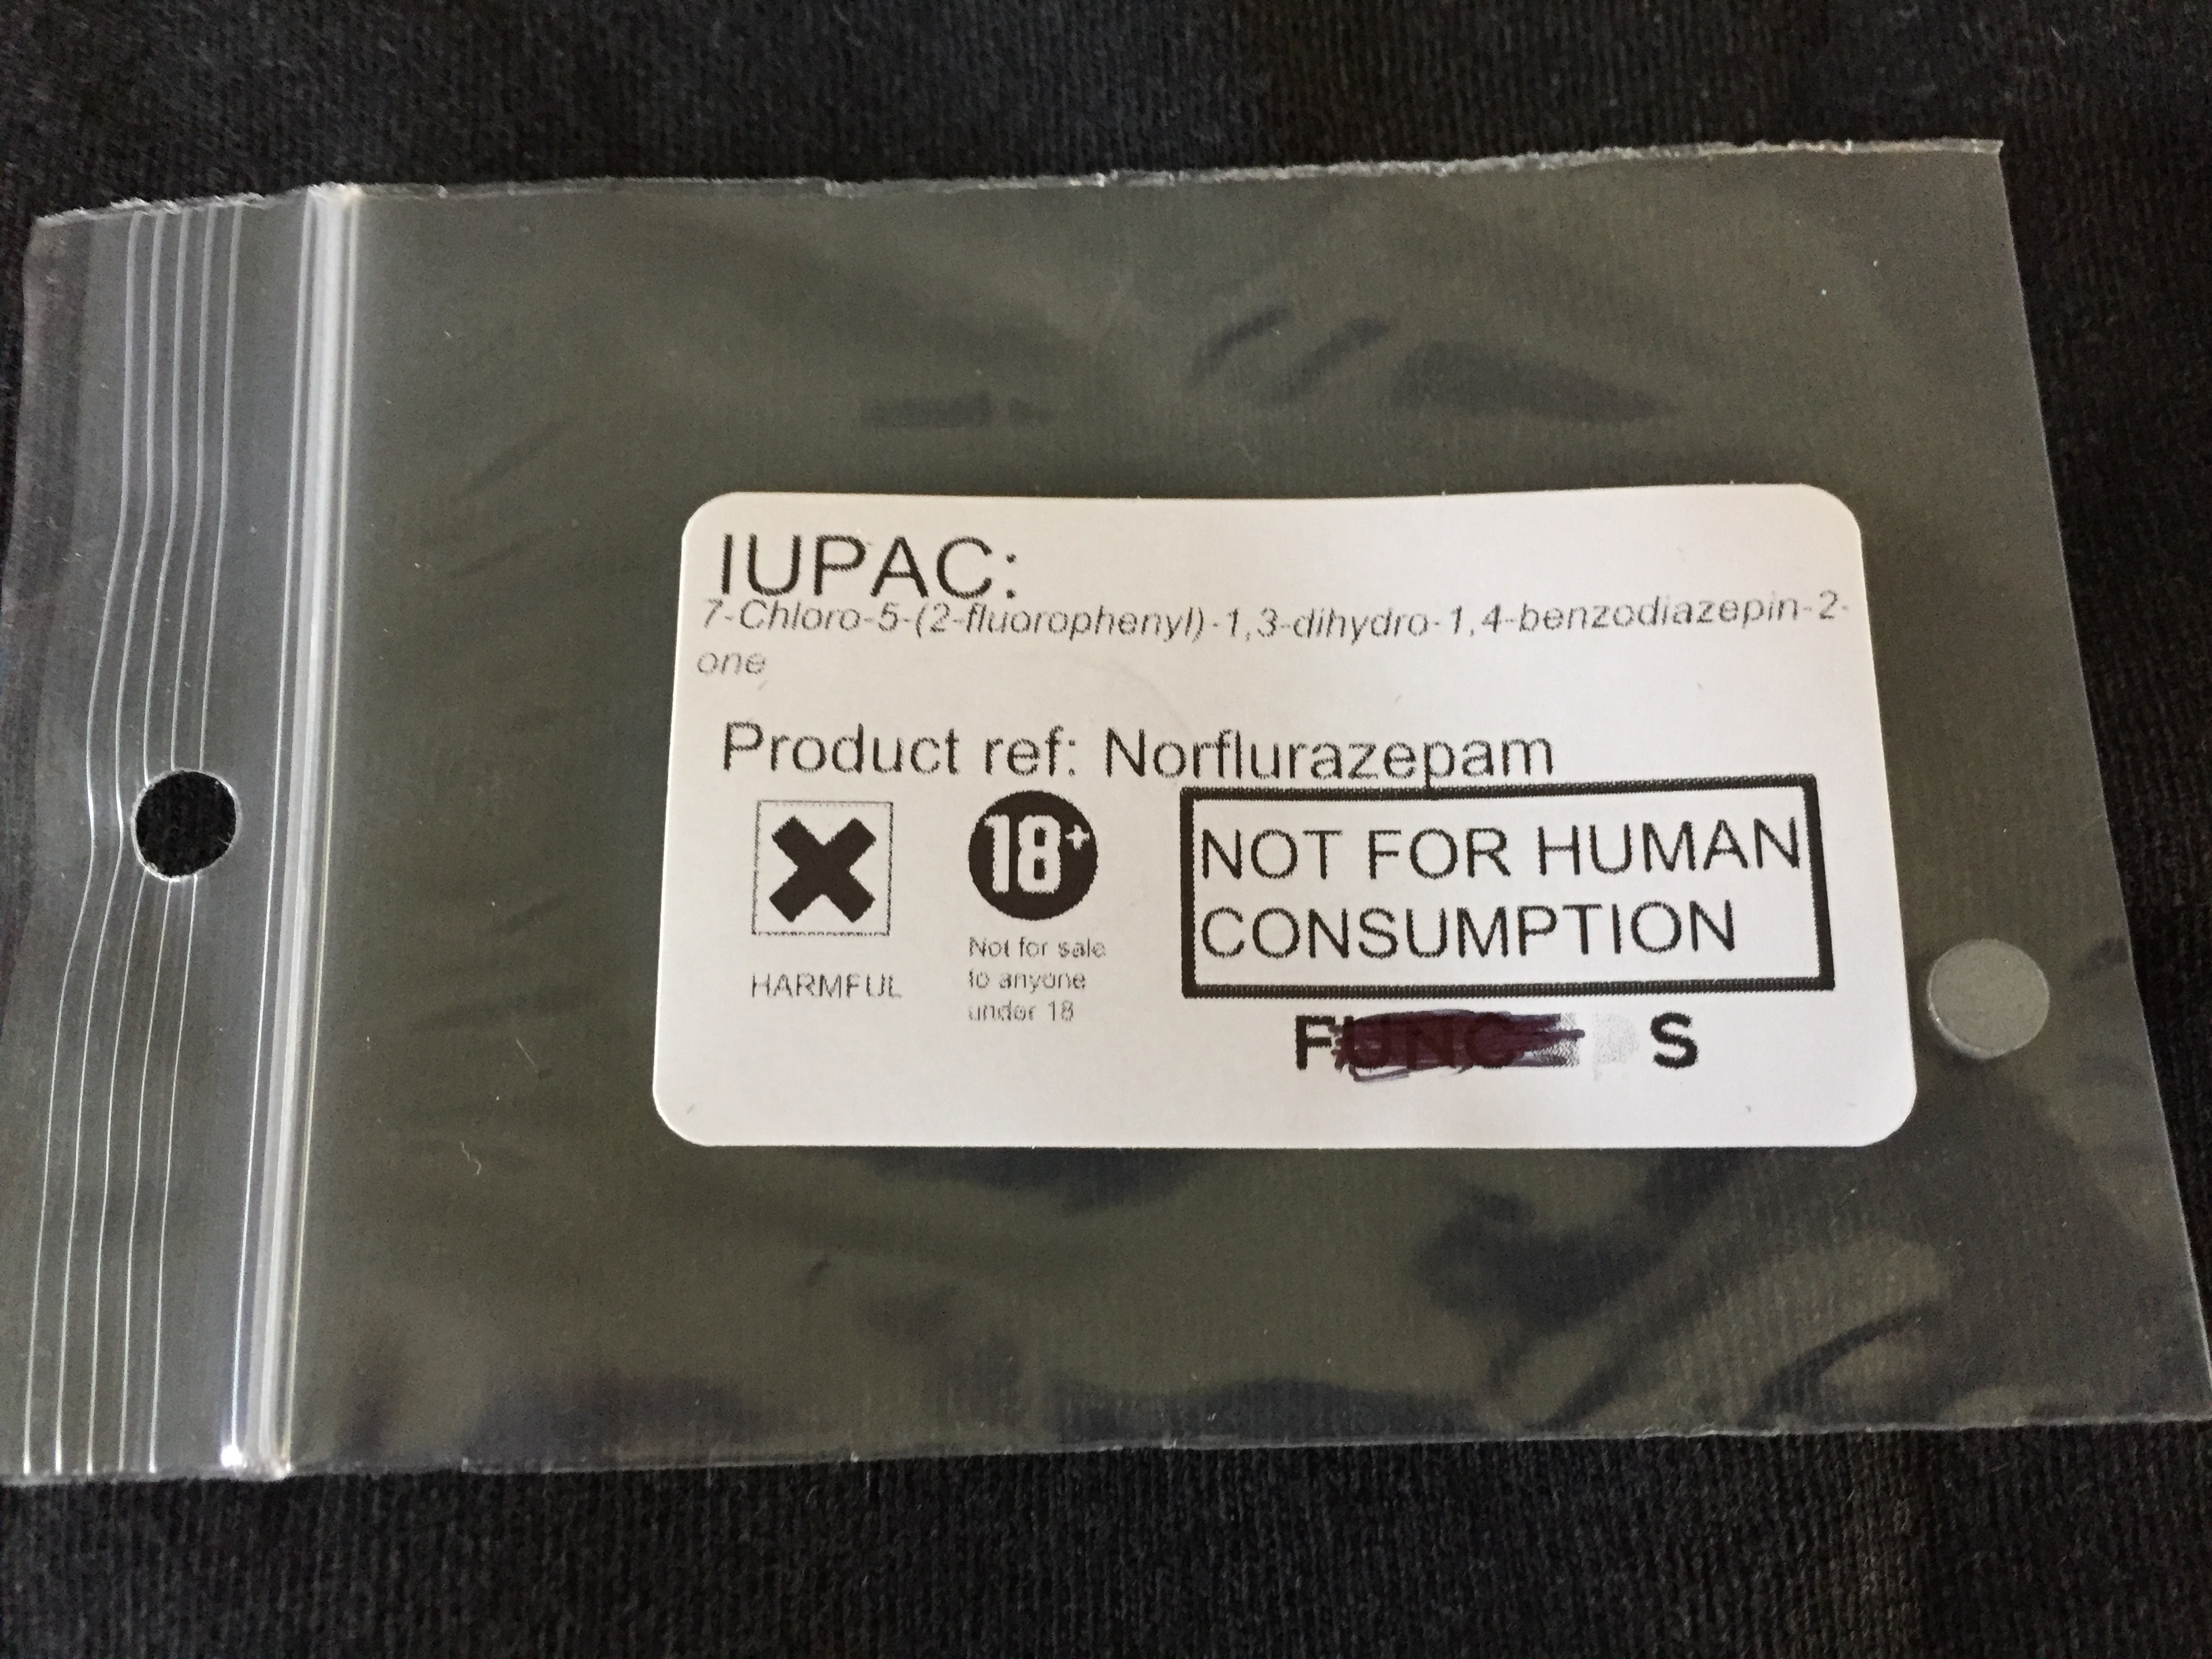 IUPAC:
7-Chloro-5-(2-fluorophenyl)-1,3-dihydro-1,4-benzodiazepin-2-
one
Product ref: Norflurazepam
18+
NOT FOR HUMAN
CONSUMPTION
HARMFUL
Not for sale
to anyone
under 18